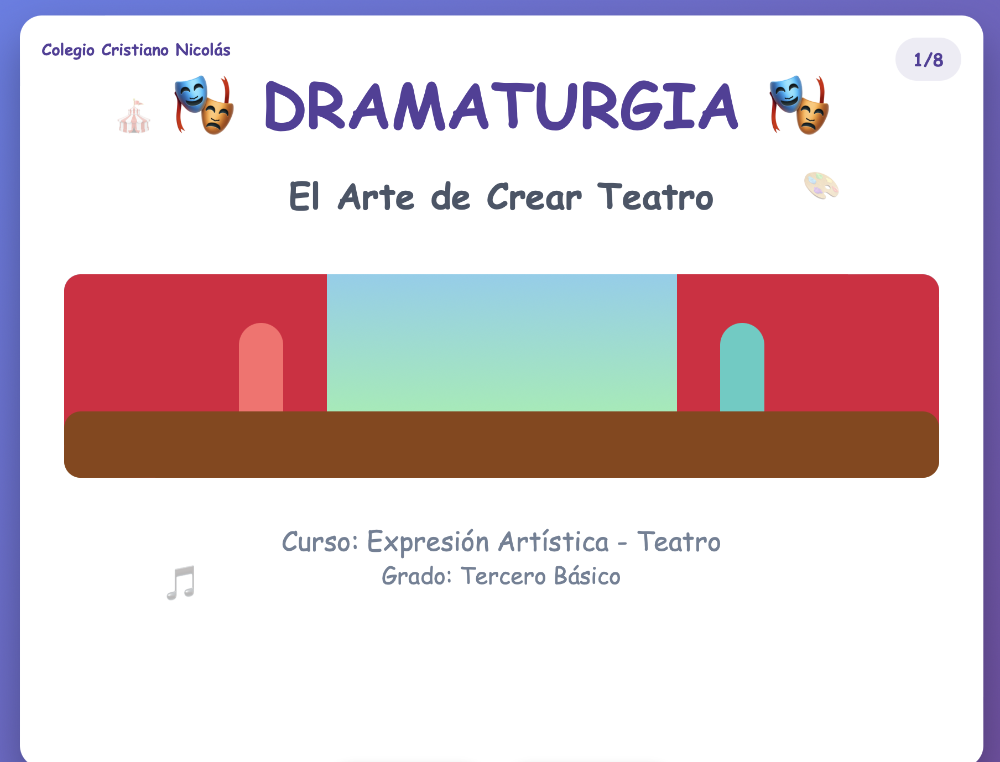 Colegio Cristiano Nicolás
1/8
🎭 DRAMATURGIA 🎭
El Arte de Crear Teatro
Curso: Expresión Artística - Teatro
Grado: Tercero Básico